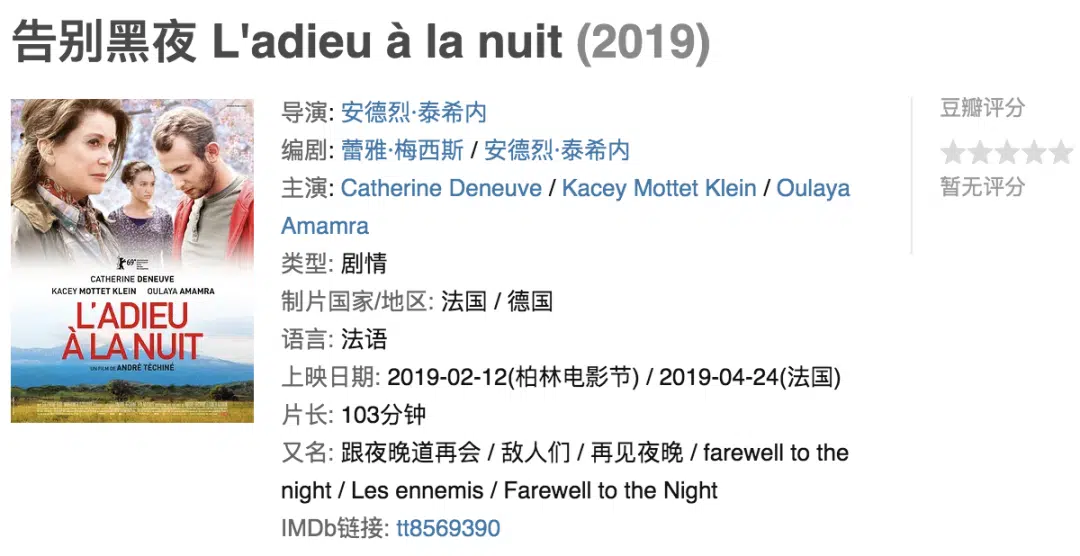 告别黑夜 L'adieu à la nuit (2019)
导演: 安德烈·泰希内
编剧: 蕾雅·梅西斯 / 安德烈·泰希内
主演: Catherine Deneuve / Kacey Mottet Klein / Oulaya
Amamra
类型: 剧情
制片国家/地区: 法国 / 德国
语言: 法语
上映日期: 2019-02-12(柏林电影节) / 2019-04-24(法国)
片长: 103分钟
又名: 跟夜晚道再会 / 敌人们 / 再见夜晚 / farewell to the
night / Les ennemis / Farewell to the Night
IMDb链接: tt8569390
豆瓣评分
暂无评分
69
CATHERINE DENEUVE
KACEY MOTTET KLEIN OULAYA AMAMRA
L'ADIEU
À LA NUIT
UN FILM DE ANDRÉ TÉCHINÉ